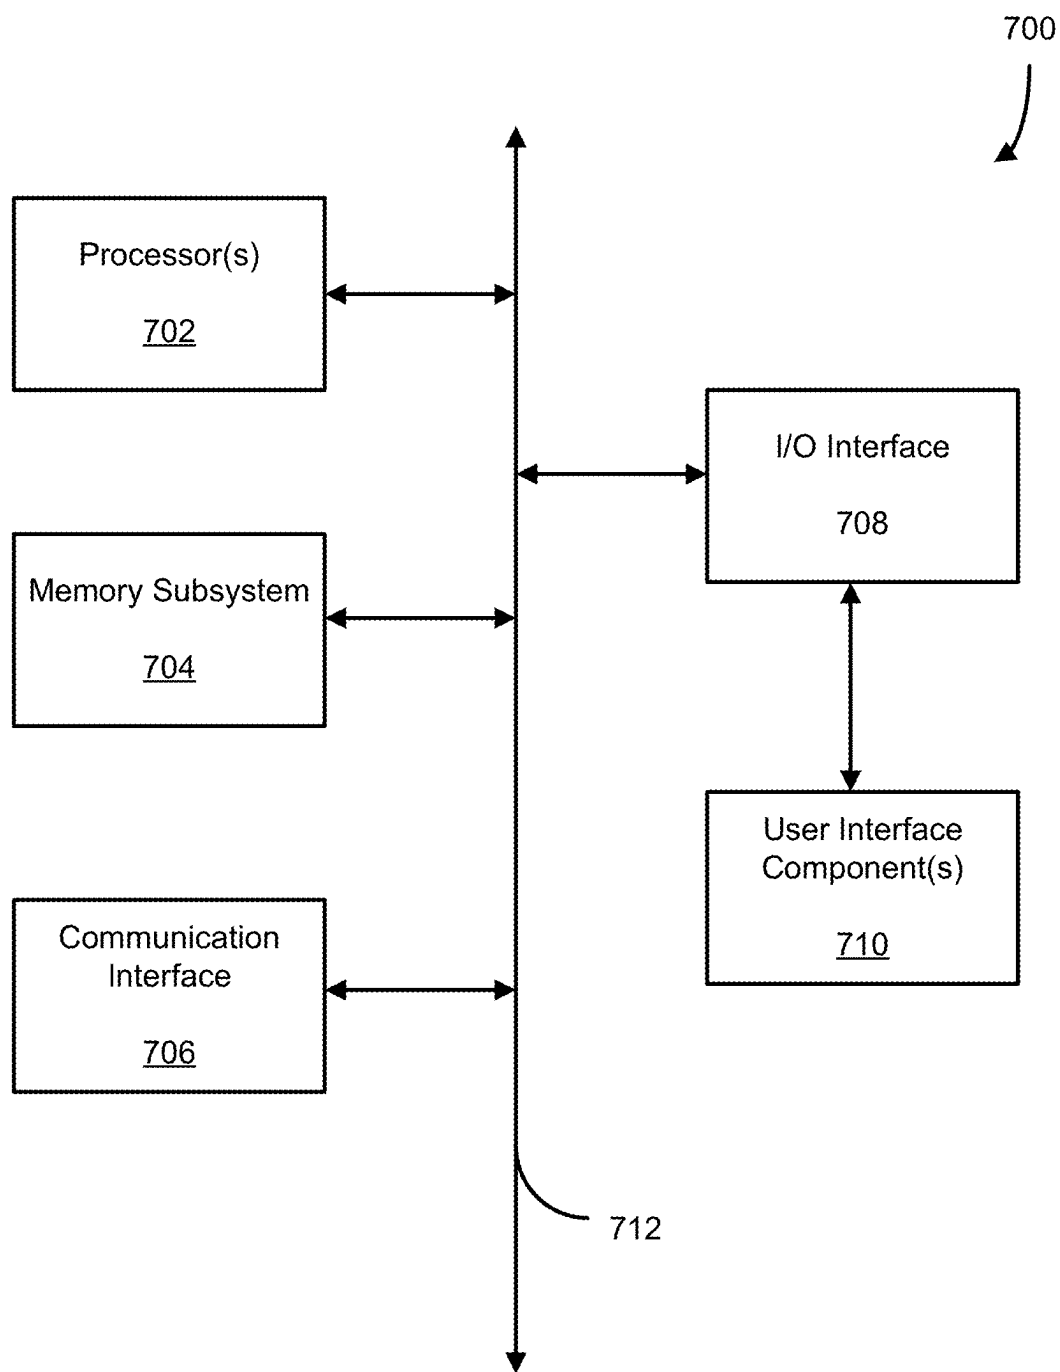 700
Processor(s)
702
I/O Interface
708
Memory Subsystem
704
User Interface
Component(s)
710
Communication
Interface
706
712